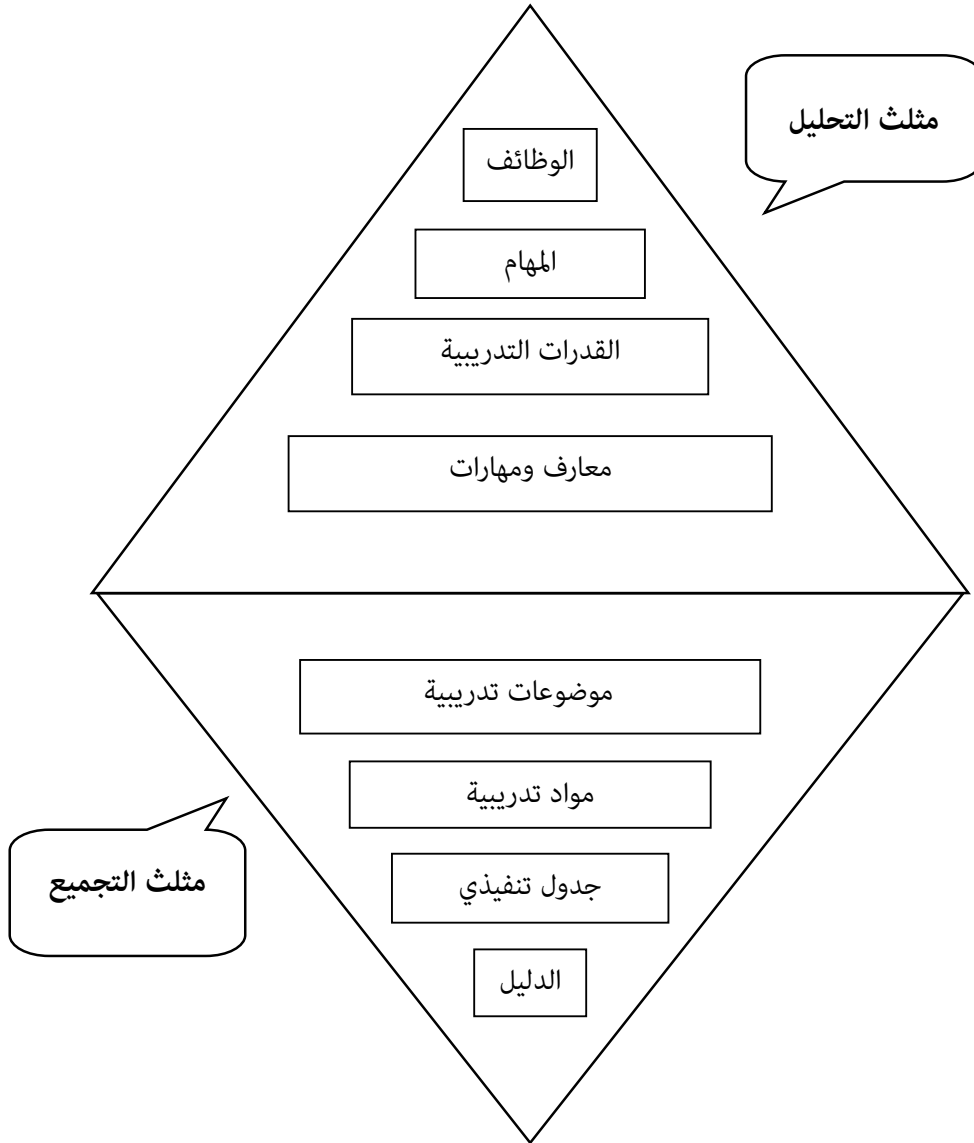 مثلث التحليل
الوظائف
المهام
القدرات التدريبية
معارف ومهارات
موضوعات تدريبية
مواد تدريبية
جدول تنفيذي
مثلث التجميع
الدليل